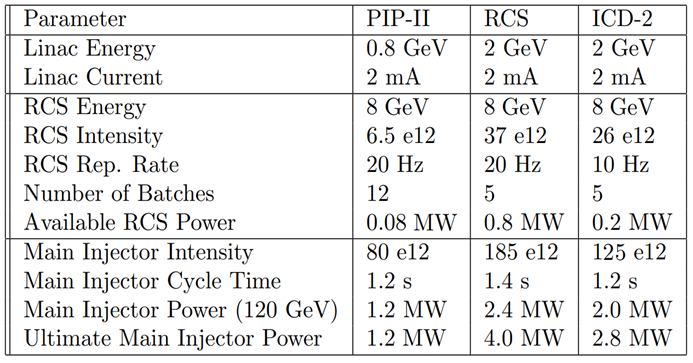 Parameter PIP-II RCS ICD-2
Linac Energy 0.8 GeV 2 GeV 2 GeV
Linac Current 2 mA 2 mA 2 mA
RCS Energy 8 GeV 8 GeV 8 GeV
RCS Intensity 6.5 e12 37 e12 26 e12
RCS Rep. Rate 20 Hz 20 Hz 10 Hz
Number of Batches 12 5 5
Available RCS Power 0.08 MW 0.8 MW 0.2 MW
Main Injector Intensity 80 e12 185 e12 125 e12
Main Injector Cycle Time 1.2 s 1.4 s 1.2 s
Main Injector Power (120 GeV) 1.2 MW 2.4 MW 2.0 MW
Ultimate Main Injector Power 1.2 MW 4.0 MW 2.8 MW